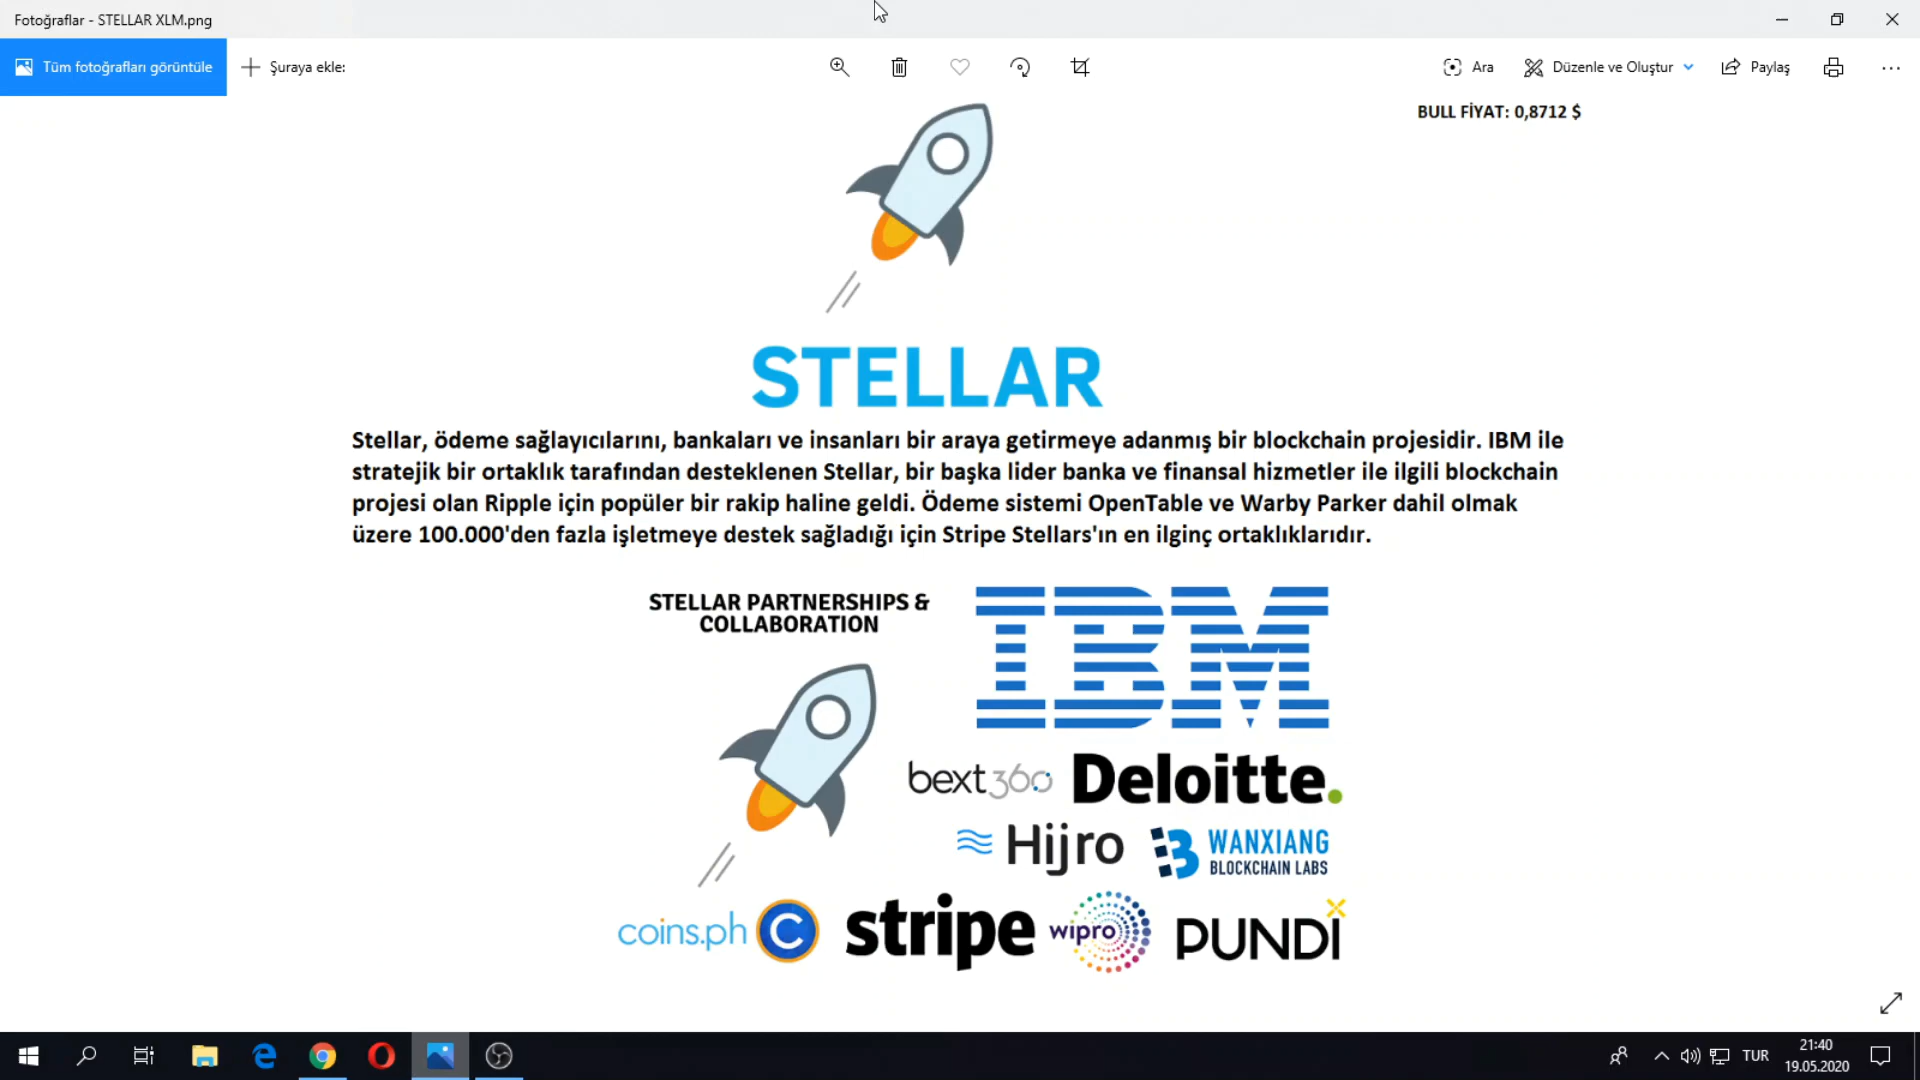 Fotoğraflar - STELLAR XLM.png
Tüm fotoğrafları görüntüle
Şuraya ekle:
Ara
Düzenle ve Oluştur
Paylaş
BULL FİYAT: 0,8712 $
STELLAR
Stellar, ödeme sağlayıcılarını, bankaları ve insanları bir araya getirmeye adanmış bir blockchain projesidir. IBM ile
stratejik bir ortaklık tarafından desteklenen Stellar, bir başka lider banka ve finansal hizmetler ile ilgili blockchain
projesi olan Ripple için popüler bir rakip haline geldi. Ödeme sistemi OpenTable ve Warby Parker dahil olmak
üzere 100.000'den fazla işletmeye destek sağladığı için Stripe Stellars'ın en ilginç ortaklıklarıdır.
STELLAR PARTNERSHIPS &
COLLABORATION
IBM
bext360
Deloitte.
Hijro
WANXIANG
BLOCKCHAIN LABS
coins.ph
C
stripe
wipro
PUNDI
TUR
21:40
19.05.2020